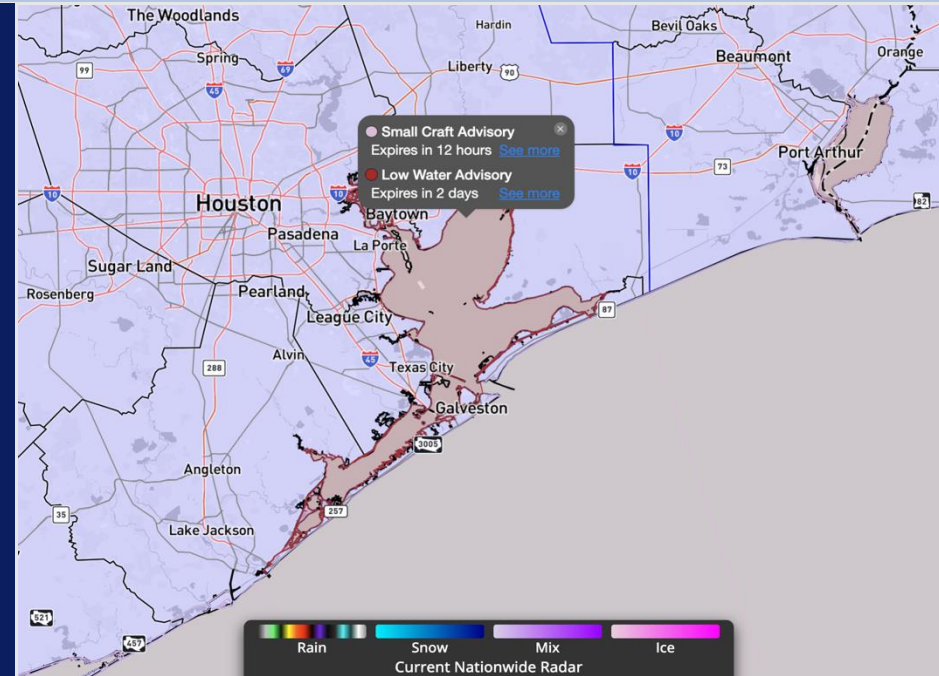 The Woodlands
Hardin
Bevil Oaks
Spring
Beaumont
Orange
99
69
Liberty
90
45
Small Craft Advisory
Expires in 12 hours See more
Low Water Advisory
Expires in 2 days See more
10
Port Arthur
73
10
10
10
82
Houston
Baytown
Pasadena
La Porte
Sugar Land
Rosenberg
Pearland
League City
87
288
Alvin
45
Texas City
Galveston
3005
Angleton
35
257
Lake Jackson
521
457
Rain
Snow
Mix
Ice
Current Nationwide Radar